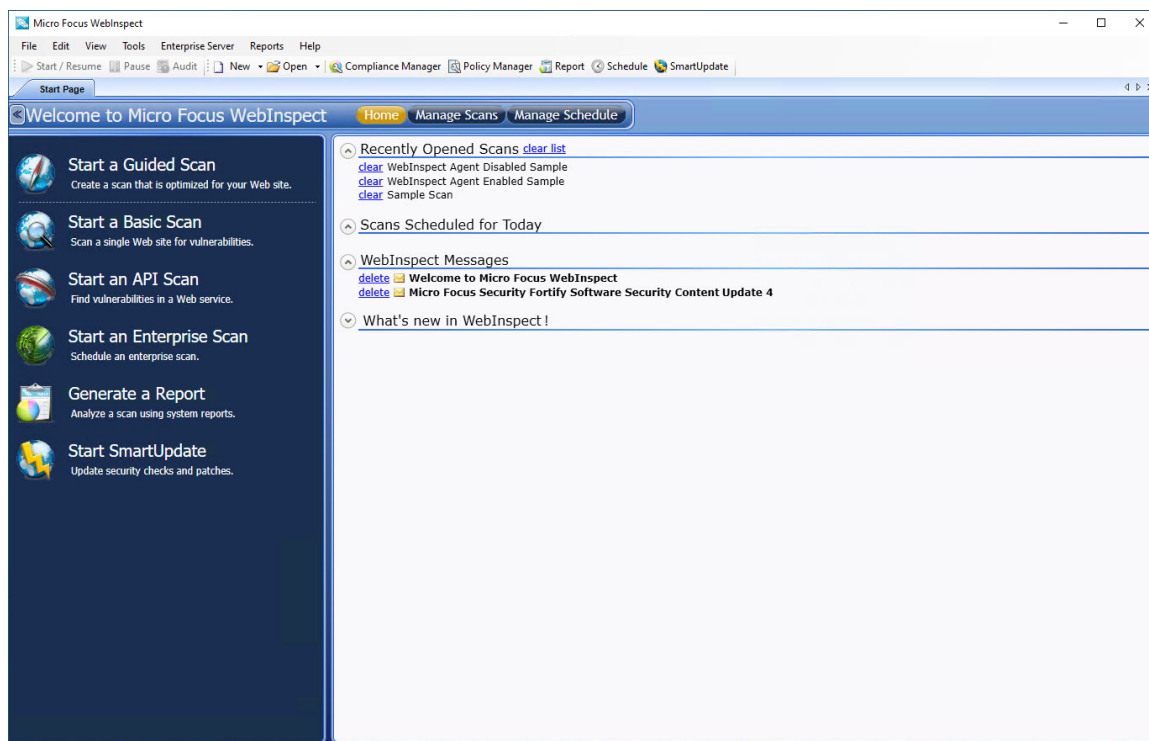 Micro Focus WebInspect
File Edit View Tools Enterprise Server Reports Help
Start / Resume Pause Audit New Open Compliance Manager Policy Manager Report Schedule SmartUpdate
Start Page
Welcome to Micro Focus WebInspect Home Manage Scans Manage Schedule
Start a Guided Scan
Create a scan that is optimized for your Web site.
Start a Basic Scan
Scan a single Web site for vulnerabilities.
Start an API Scan
Find vulnerabilities in a Web service.
Start an Enterprise Scan
Schedule an enterprise scan.
Generate a Report
Analyze a scan using system reports.
Start SmartUpdate
Update security checks and patches.
Recently Opened Scans clear list
clear WebInspect Agent Disabled Sample
clear WebInspect Agent Enabled Sample
clear Sample Scan
Scans Scheduled for Today
WebInspect Messages
delete Welcome to Micro Focus WebInspect
delete Micro Focus Security Fortify Software Security Content Update 4
What's new in WebInspect!